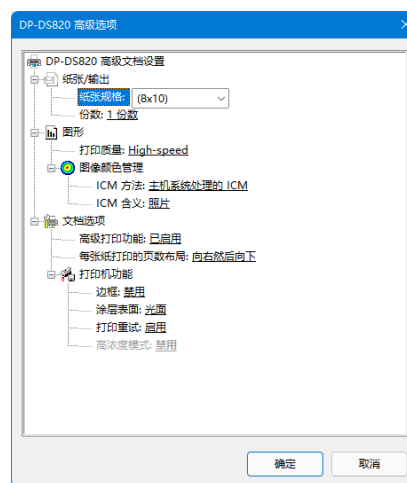 DP-DS820 高级选项
DP-DS820 高级文档设置
纸张/输出
纸张规格: (8x10)
份数: 1 份数
图形
打印质量: High-speed
图像颜色管理
ICM 方法: 主机系统处理的 ICM
ICM 含义: 照片
文档选项
高级打印功能: 已启用
每张纸打印的页数布局: 向右然后向下
打印机功能
边框: 禁用
涂层表面: 光面
打印重试: 启用
高浓度模式: 禁用
确定 取消